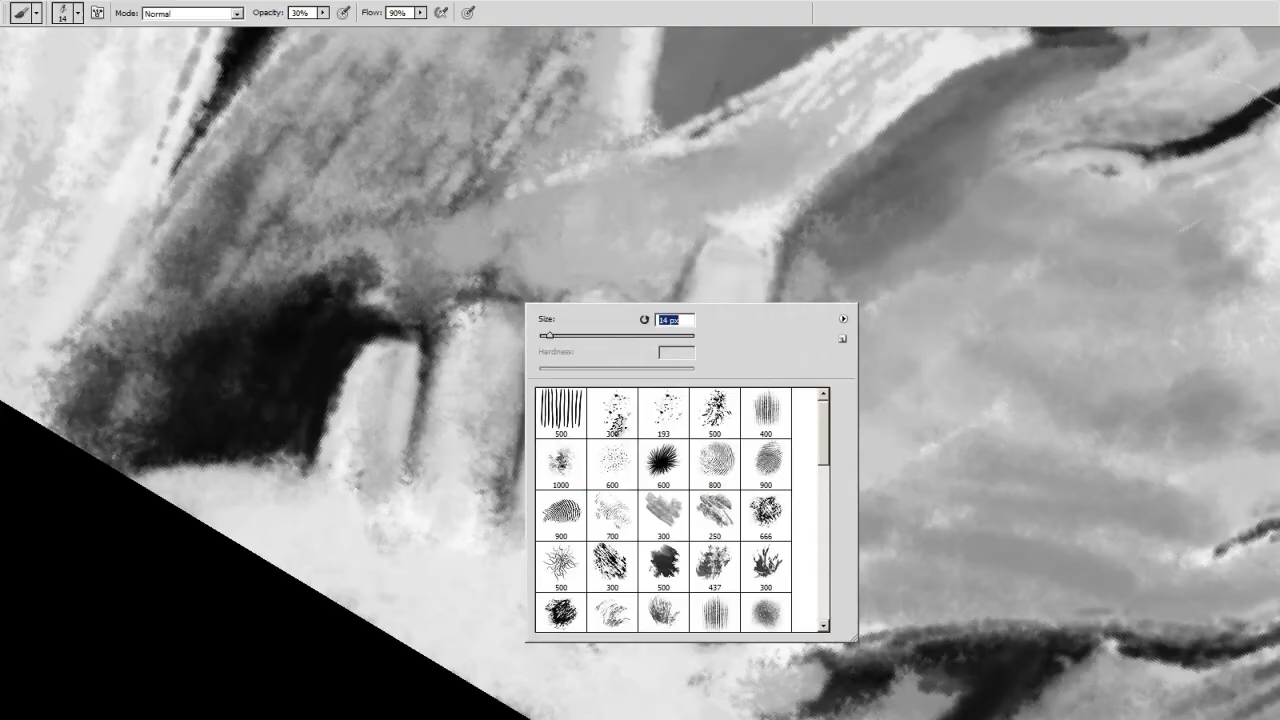 14
Mode: Normal Opacity: 30% Flow: 90%
Size: 14 px
Hardness:
500 300 193 500 400
1000 600 600 800 900
900 700 300 250 666
500 300 500 437 300